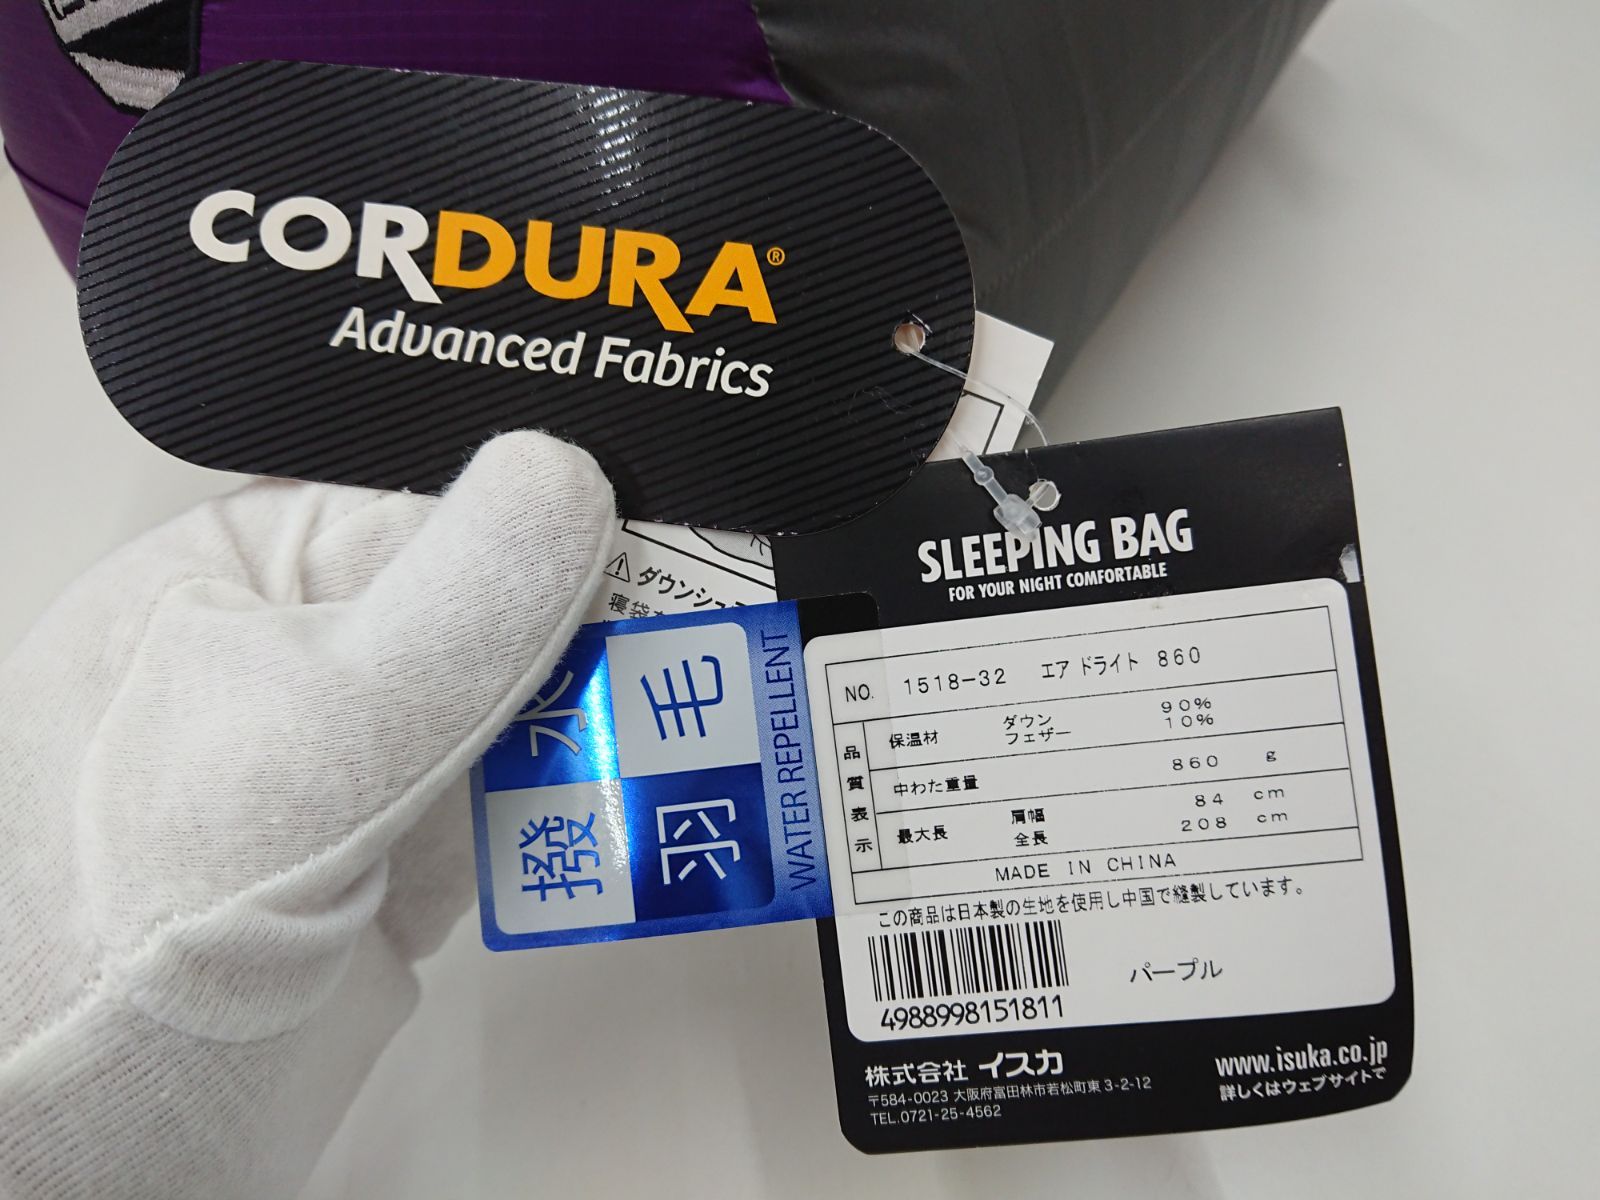 CORDURA®
Advanced Fabrics
⚠ ダウンシュ
寝袋
撥水
羽毛
WATER REPELLENT
SLEEPING BAG
FOR YOUR NIGHT COMFORTABLE
NO. 1518-32 エア ドライト 860
品質表示
保温材 ダウン 90%
フェザー 10%
中わた重量 860 g
最大長 肩幅 84 cm
全長 208 cm
MADE IN CHINA
この商品は日本製の生地を使用し中国で縫製しています。
4988998151811
パープル
株式会社 イスカ
〒584-0023 大阪府富田林市若松町東 3-2-12
TEL.0721-25-4562
www.isuka.co.jp
詳しくはウェブサイトで